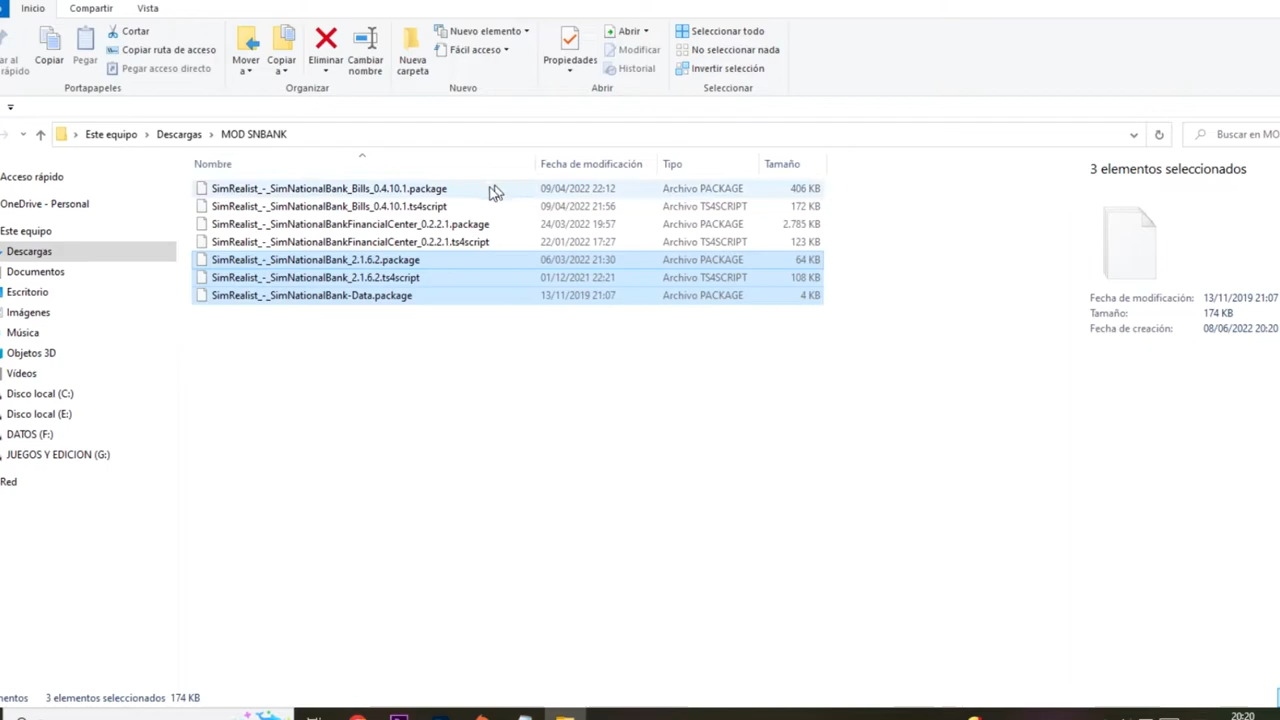 Inicio Compartir Vista
Copiar Pegar Cortar
Copiar ruta de acceso
Pegar acceso directo
Mover a Copiar a Eliminar Cambiar nombre
Nueva carpeta Nuevo elemento
Fácil acceso
Propiedades Abrir
Modificar
Historial
Seleccionar todo
No seleccionar nada
Invertir selección
Portapapeles Organizar Nuevo Abrir Seleccionar
Este equipo Descargas MOD SNBANK Buscar en MO
Nombre Fecha de modificación Tipo Tamaño
SimRealist_-_SimNationalBank_Bills_0.4.10.1.package 09/04/2022 22:12 Archivo PACKAGE 406 KB
SimRealist_-_SimNationalBank_Bills_0.4.10.1.ts4script 09/04/2022 21:56 Archivo TS4SCRIPT 172 KB
SimRealist_-_SimNationalBankFinancialCenter_0.2.2.1.package 24/03/2022 19:57 Archivo PACKAGE 2.785 KB
SimRealist_-_SimNationalBankFinancialCenter_0.2.2.1.ts4script 22/01/2022 17:27 Archivo TS4SCRIPT 123 KB
SimRealist_-_SimNationalBank_2.1.6.2.package 06/03/2022 21:30 Archivo PACKAGE 64 KB
SimRealist_-_SimNationalBank_2.1.6.2.ts4script 01/12/2021 22:21 Archivo TS4SCRIPT 108 KB
SimRealist_-_SimNationalBank-Data.package 13/11/2019 21:07 Archivo PACKAGE 4 KB
Acceso rápido
OneDrive - Personal
Este equipo
Descargas
Documentos
Escritorio
Imágenes
Música
Objetos 3D
Vídeos
Disco local (C:)
Disco local (E:)
DATOS (F:)
JUEGOS Y EDICION (G:)
Red
3 elementos seleccionados
Fecha de modificación: 13/11/2019 21:07
Tamaño: 174 KB
Fecha de creación: 08/06/2022 20:20
mentos 3 elementos seleccionados 174 KB
20:20